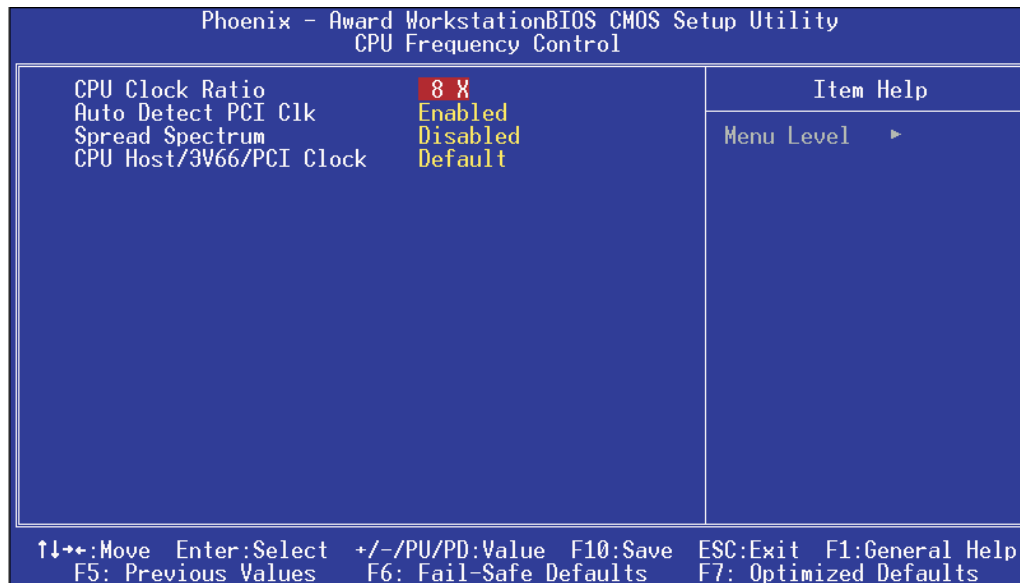 Phoenix - Award WorkstationBIOS CMOS Setup Utility
CPU Frequency Control
CPU Clock Ratio 8 X
Auto Detect PCI Clk Enabled
Spread Spectrum Disabled
CPU Host/3V66/PCI Clock Default
Item Help
Menu Level ►
↑↓→←:Move Enter:Select +/-/PU/PD:Value F10:Save ESC:Exit F1:General Help
F5: Previous Values F6: Fail-Safe Defaults F7: Optimized Defaults